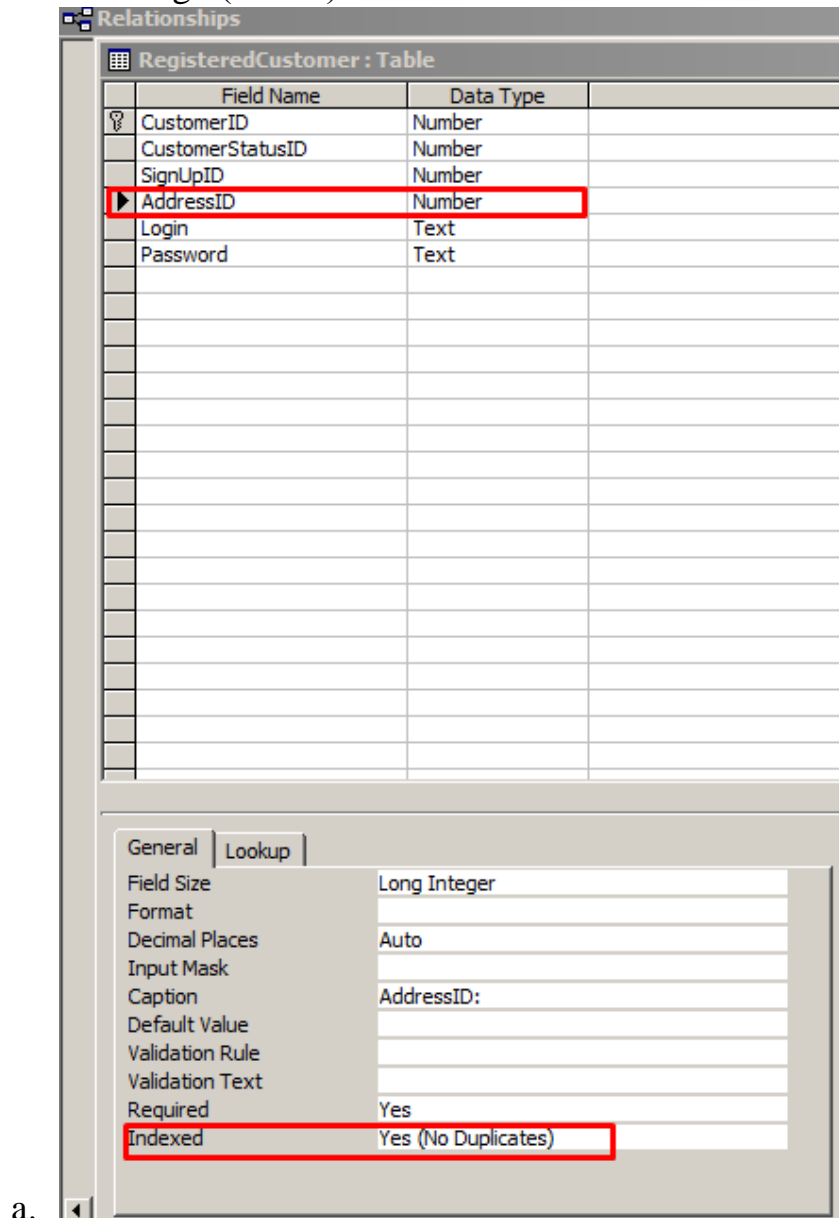 Relationships
RegisteredCustomer : Table
Field Name Data Type
CustomerID Number
CustomerStatusID Number
SignUpID Number
AddressID Number
Login Text
Password Text
General Lookup
Field Size Long Integer
Format
Decimal Places Auto
Input Mask
Caption AddressID:
Default Value
Validation Rule
Validation Text
Required Yes
Indexed Yes (No Duplicates)
a.